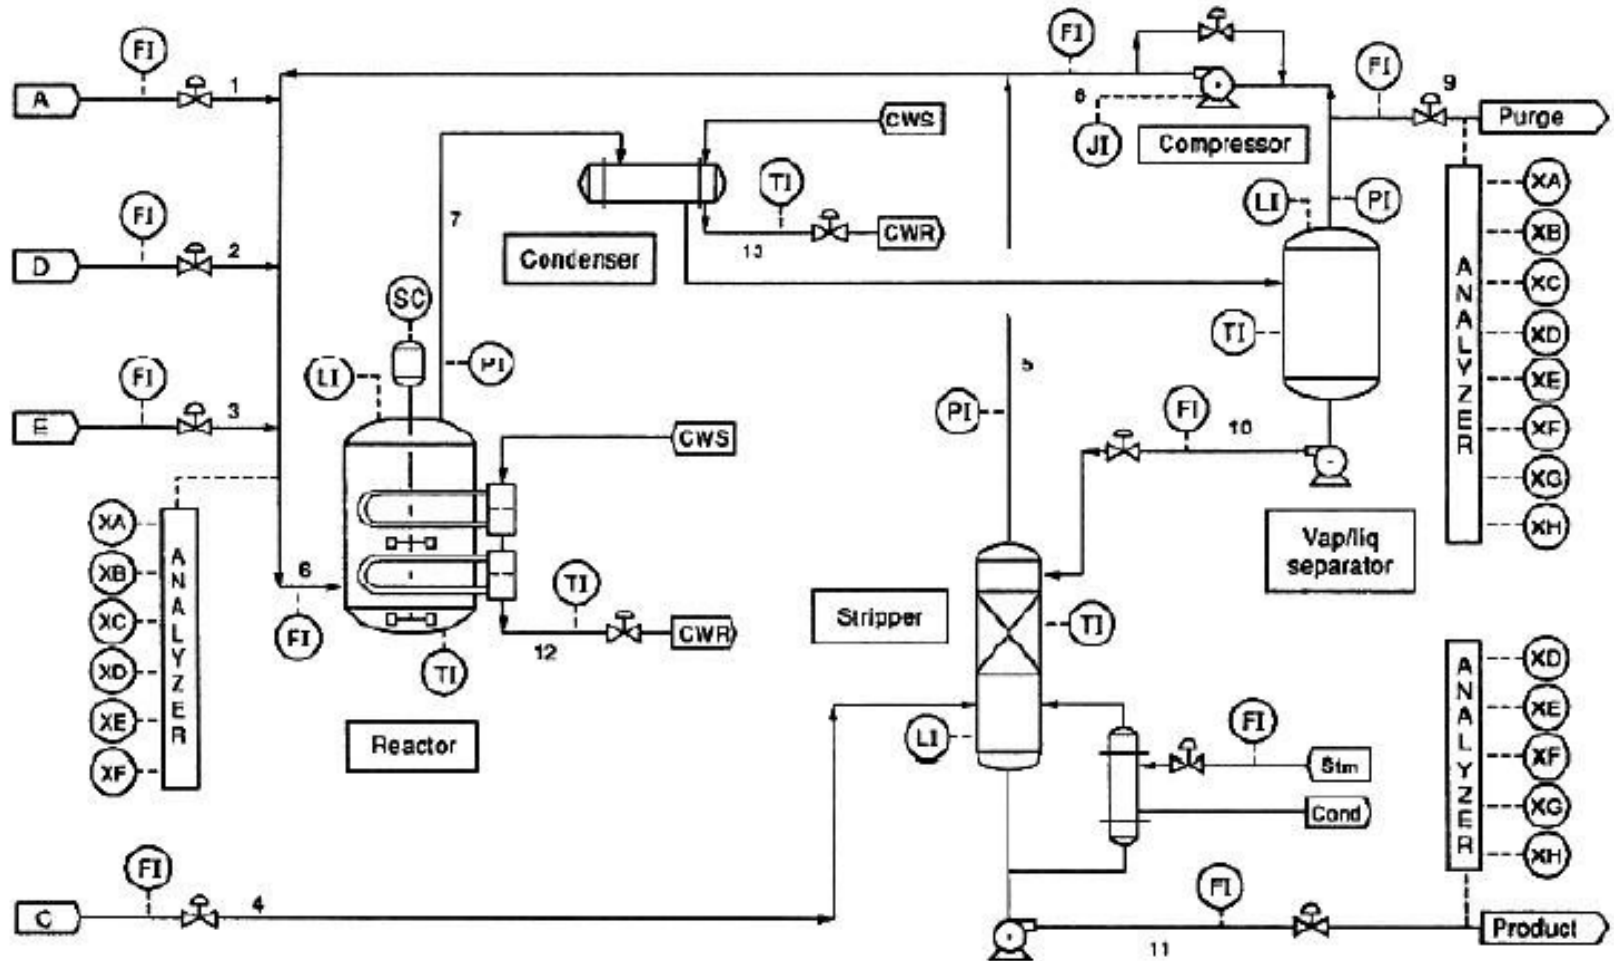 FI
FI
FI
9
A
1
6
JI
Compressor
Purge
CWS
TI
XA
LI
PI
FI
7
XB
D
2
CWR
13
Condenser
XC
SC
TI
XD
FI
LI
PI
5
XE
E
3
PI
FI
XF
CWS
10
XG
XA
XH
XB
6
TI
Vap/liq
separator
XC
FI
Stripper
TI
CWR
12
XD
XD
TI
XE
XE
LI
FI
Reactor
XF
XF
Stm
XG
Cond
XH
FI
FI
C
4
Product
11
ANALYZER
ANALYZER
ANALYZER